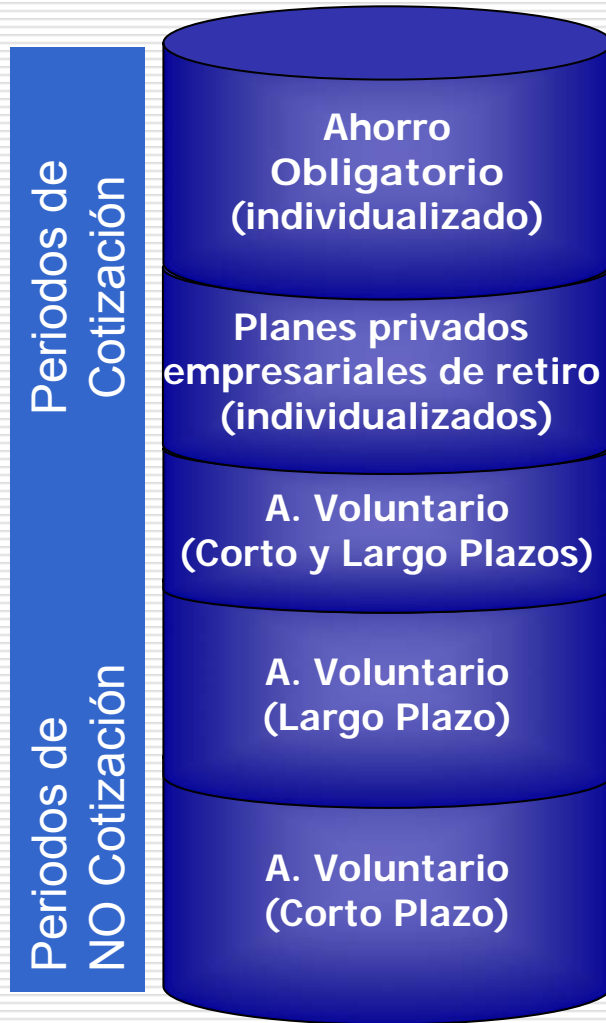 Periodos de
Cotización
Periodos de
NO Cotización
Ahorro
Obligatorio
(individualizado)
Planes privados
empresariales de retiro
(individualizados)
A. Voluntario
(Corto y Largo Plazos)
A. Voluntario
(Largo Plazo)
A. Voluntario
(Corto Plazo)